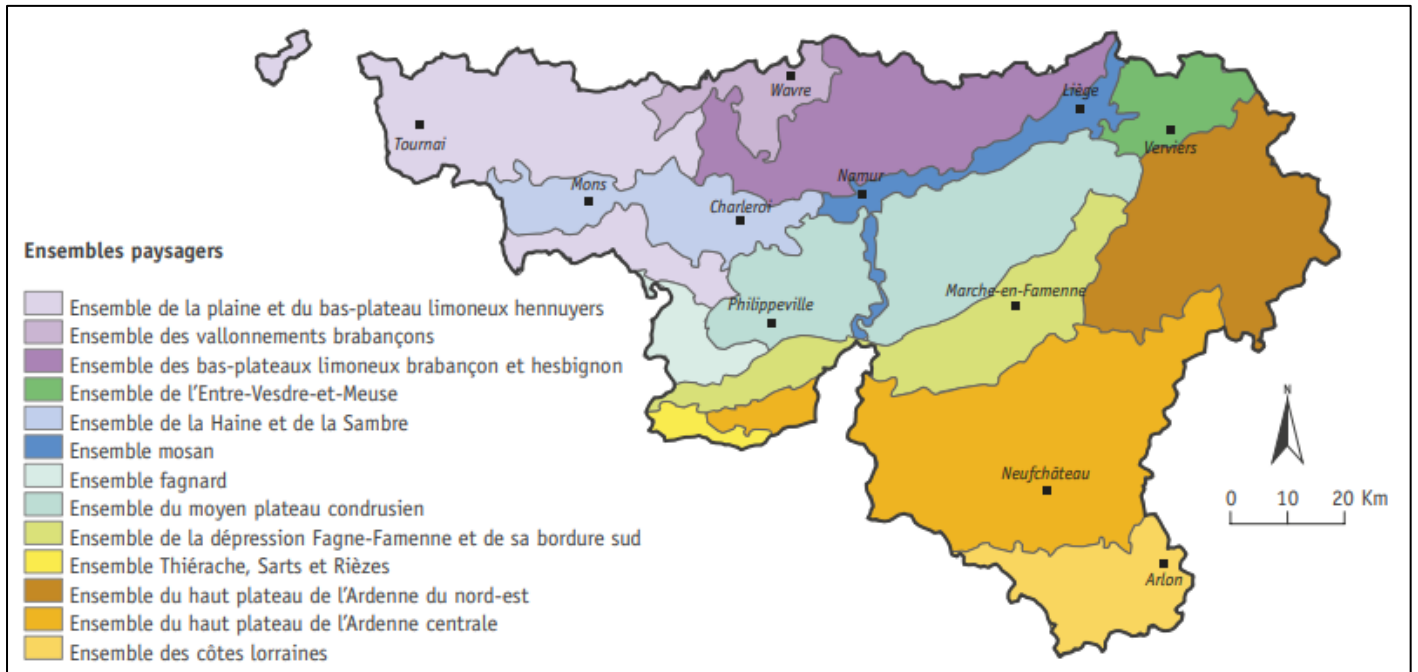 Wavre
Liège
Tournai
Verviers
Mons
Namur
Charleroi
Ensembles paysagers
Marche-en-Famenne
Philippeville
Ensemble de la plaine et du bas-plateau limoneux hennuyers
Ensemble des vallonnements brabançons
Ensemble des bas-plateaux limoneux brabançon et hesbignon
Ensemble de l'Entre-Vesdre-et-Meuse
Ensemble de la Haine et de la Sambre
Ensemble mosan
Ensemble fagnard
Ensemble du moyen plateau condrusien
Ensemble de la dépression Fagne-Famenne et de sa bordure sud
Ensemble Thiérache, Sarts et Rièzes
Ensemble du haut plateau de l'Ardenne du nord-est
Ensemble du haut plateau de l'Ardenne centrale
Ensemble des côtes lorraines
Neufchâteau
Arlon
N
0 10 20 Km